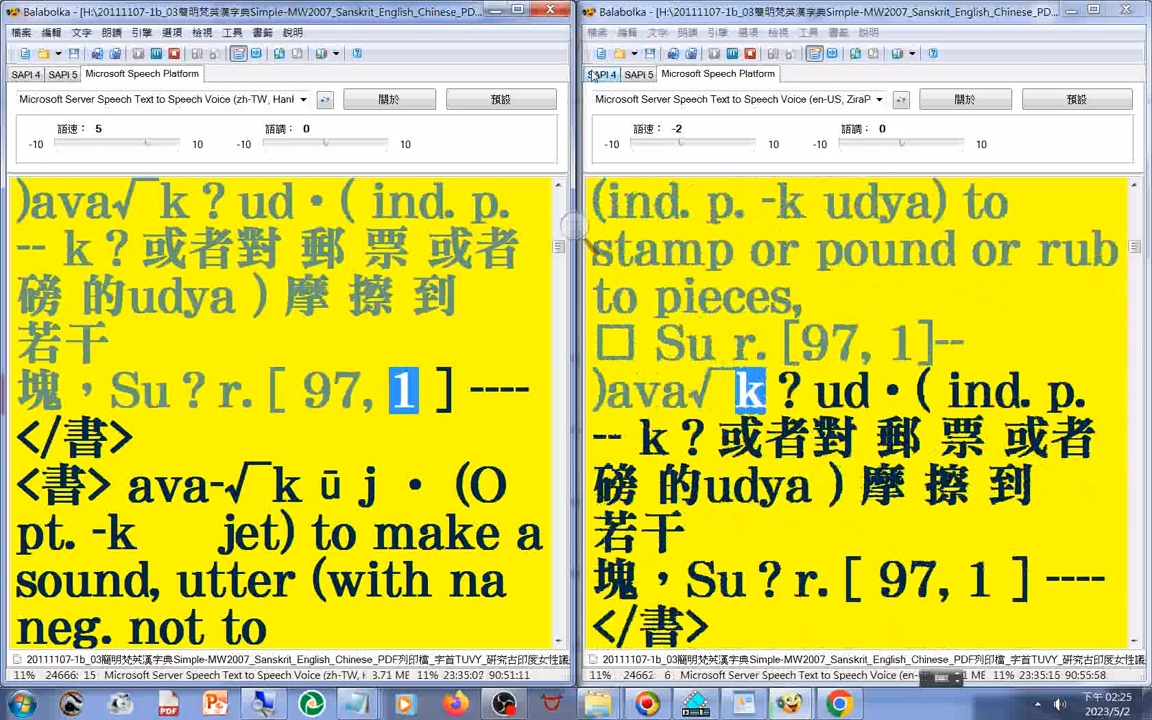 Balabolka - [H:\20111107-1b_03簡明梵英漢字典Simple-MW2007_Sanskrit_English_Chinese_PD...
檔案 編輯 文字 朗讀 引擎 選項 檢視 工具 書籤 說明
SAPI 4 SAPI 5 Microsoft Speech Platform
Microsoft Server Speech Text to Speech Voice (zh-TW, HanH 關於 預設
語速： 5 語調： 0
-10 10 -10 10
)ava√ k ? ud • ( ind. p.
-- k ? 或者對 郵 票 或者
磅 的udya ) 摩 擦 到
若干
塊，Su ? r. [ 97, 1 ] ----
</書>
<書> ava-√k ū j • (O
pt. -k jet) to make a
sound, utter (with na
neg. not to
20111107-1b_03簡明梵英漢字典Simple-MW2007_Sanskrit_English_Chinese_PDF列印檔_字首TUVY_研究古印度女性議
11% 24666: 15 Microsoft Server Speech Text to Speech Voice (zh-TW, H 3.71 MB 11% 23:35:07 90:51:11
Balabolka - [H:\20111107-1b_03簡明梵英漢字典Simple-MW2007_Sanskrit_English_Chinese_PD...
檔案 編輯 文字 朗讀 引擎 選項 檢視 工具 書籤 說明
SAPI 4 SAPI 5 Microsoft Speech Platform
Microsoft Server Speech Text to Speech Voice (en-US, ZiraP 關於 預設
語速： -2 語調： 0
-10 10 -10 10
(ind. p. -k udya) to
stamp or pound or rub
to pieces,
□ Su r. [97, 1]--
)ava√ k ? ud • ( ind. p.
-- k ? 或者對 郵 票 或者
磅 的udya ) 摩 擦 到
若干
塊，Su ? r. [ 97, 1 ] ----
</書>
20111107-1b_03簡明梵英漢字典Simple-MW2007_Sanskrit_English_Chinese_PDF列印檔_字首TUVY_研究古印度女性議
11% 24662: 6 Microsoft Server Speech Text to Speech Voice (en-U 11% 23:35:15 90:55:58
下午 02:25
2023/5/2